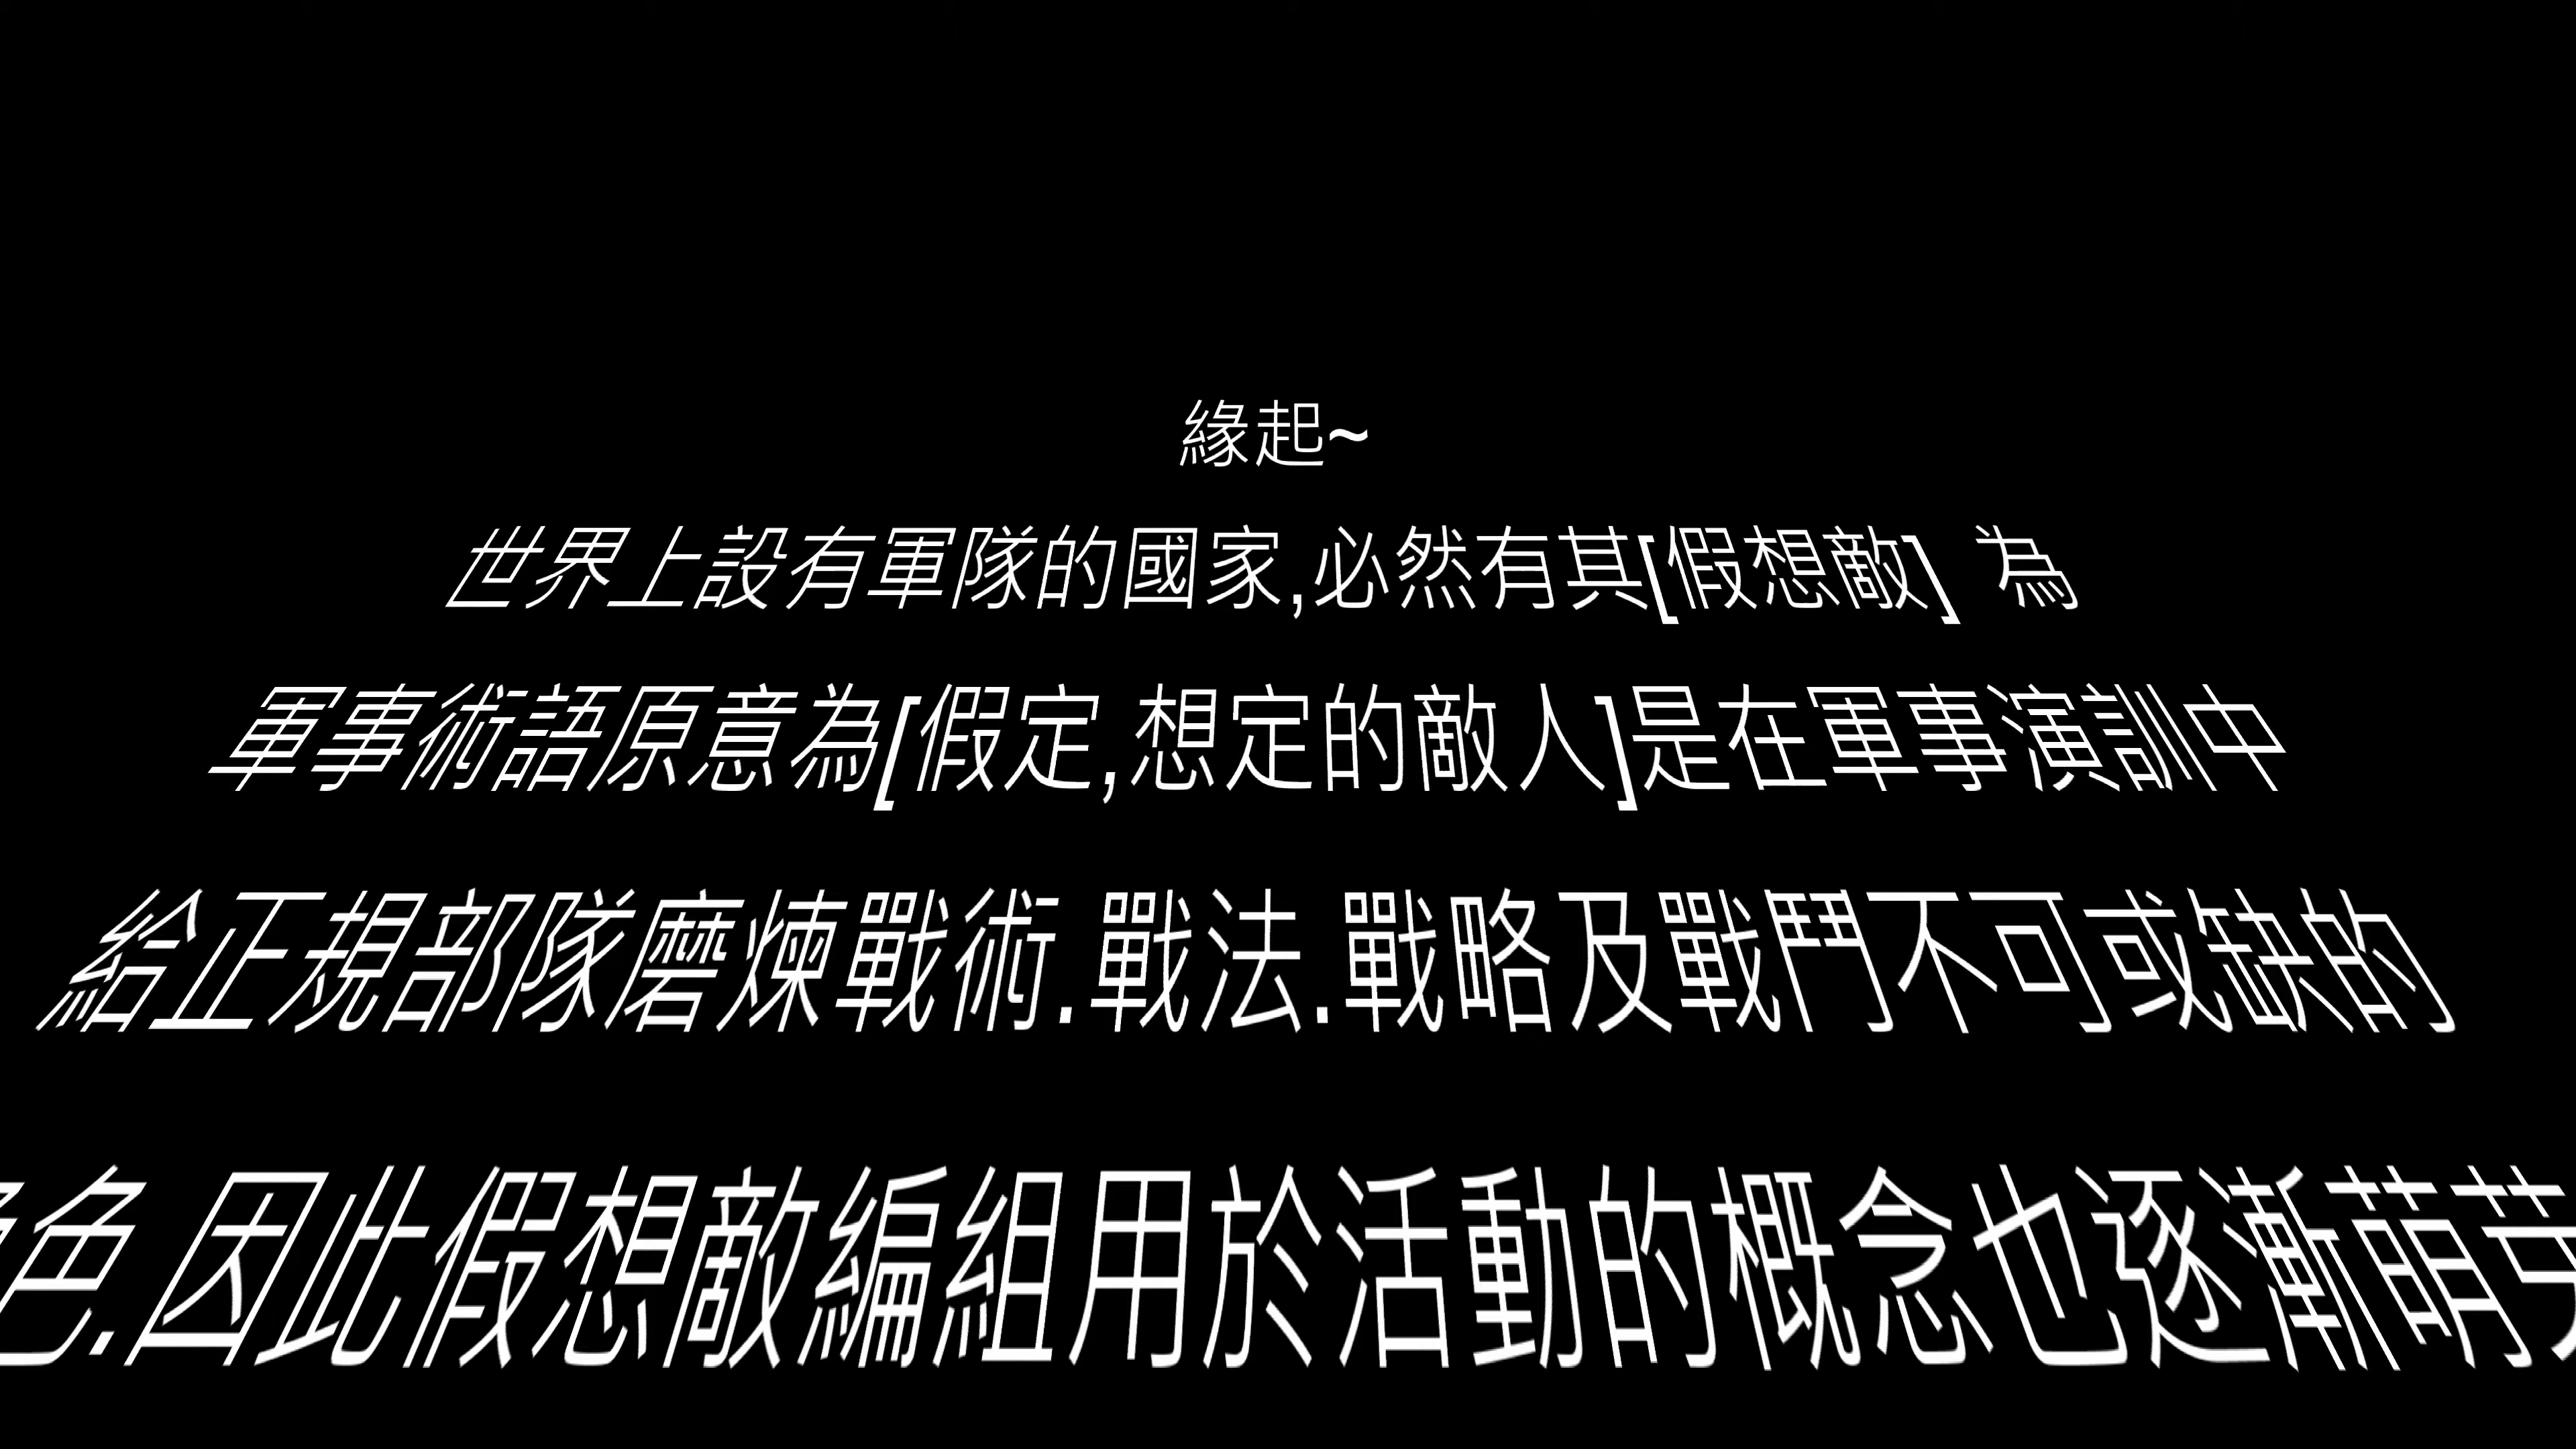 緣起~
世界上設有軍隊的國家,必然有其[假想敵] 為
軍事術語原意為[假定,想定的敵人]是在軍事演訓中
給正規部隊磨煉戰術.戰法.戰略及戰鬥不可或缺的
色.因此假想敵編組用於活動的概念也逐漸萌芽